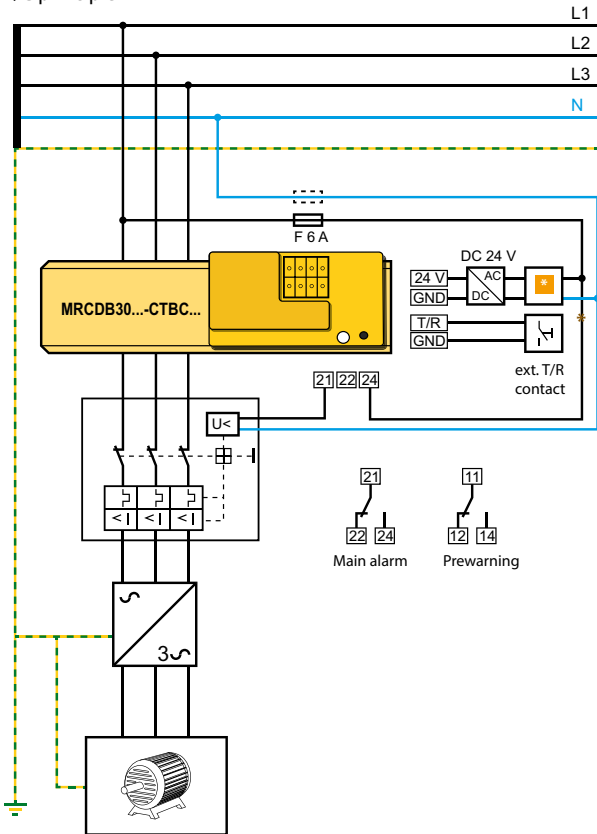 L1
L2
L3
N
F 6 A
DC 24 V
24 V
GND
AC
DC
*
*
T/R
GND
ext. T/R
contact
MRCDB30...-CTBC...
21 22 24
U<
< I < I < I
21
22 24
Main alarm
11
12 14
Prewarning
3